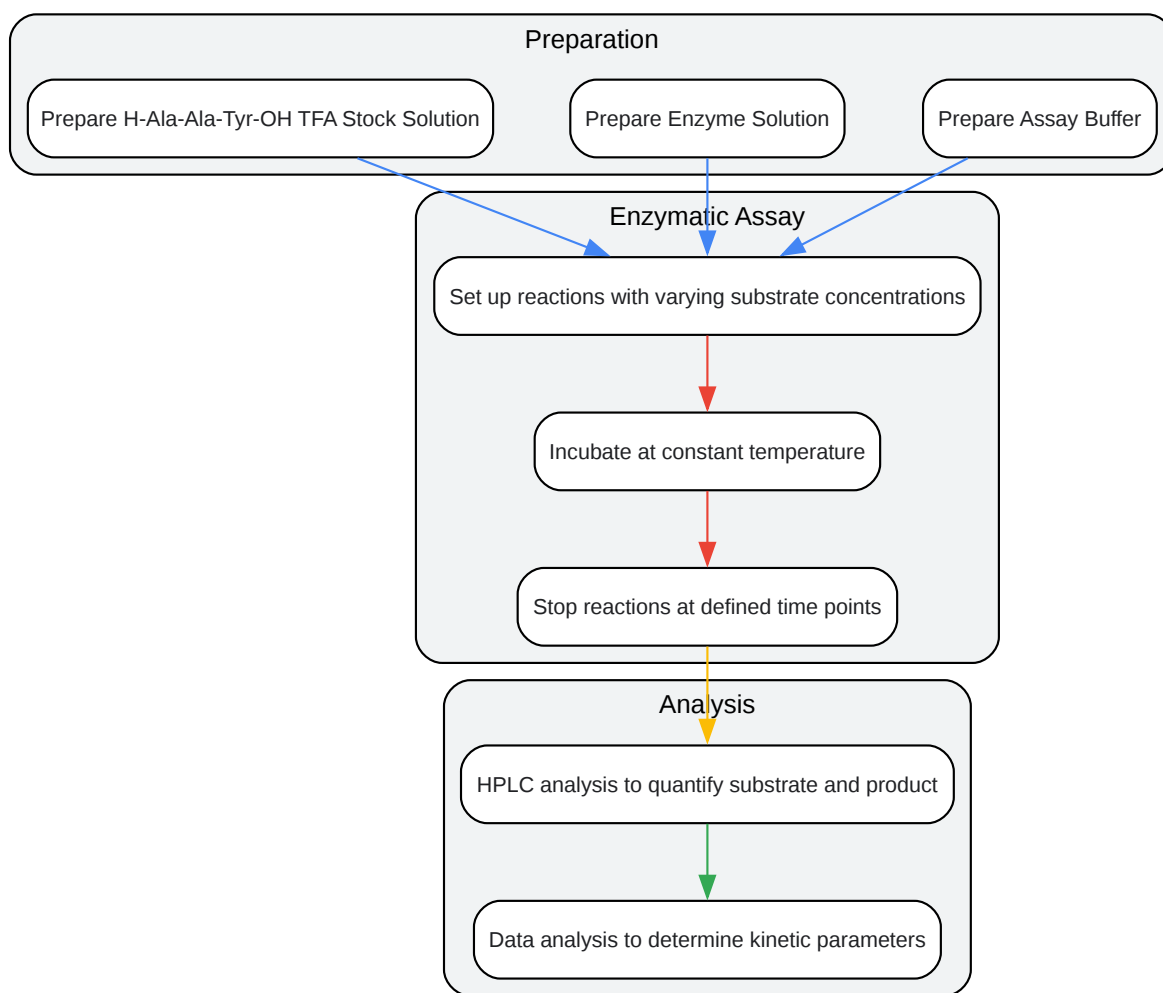 Preparation
Prepare H-Ala-Ala-Tyr-OH TFA Stock Solution
Prepare Enzyme Solution
Prepare Assay Buffer
Enzymatic Assay
Set up reactions with varying substrate concentrations
Incubate at constant temperature
Stop reactions at defined time points
Analysis
HPLC analysis to quantify substrate and product
Data analysis to determine kinetic parameters